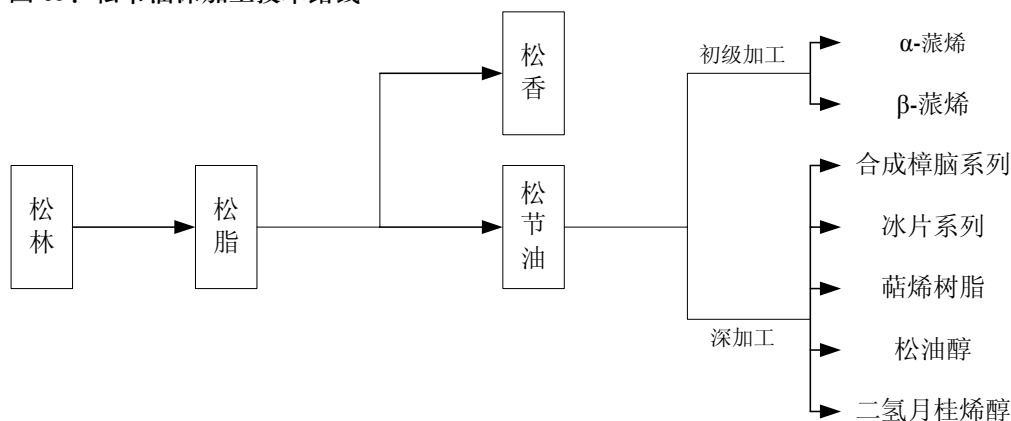 松香
初级加工
α-蒎烯
β-蒎烯
松林
松脂
松节油
合成樟脑系列
冰片系列
萜烯树脂
松油醇
深加工
二氢月桂烯醇